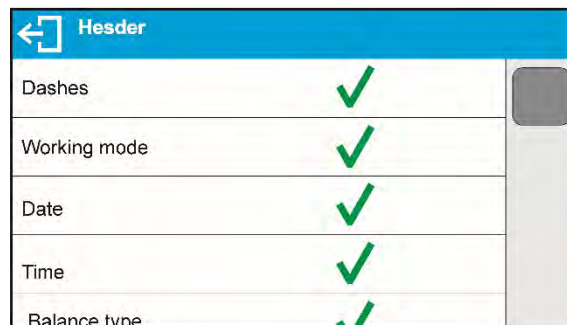 Hesder
Dashes
Working mode
Date
Time
Balance type